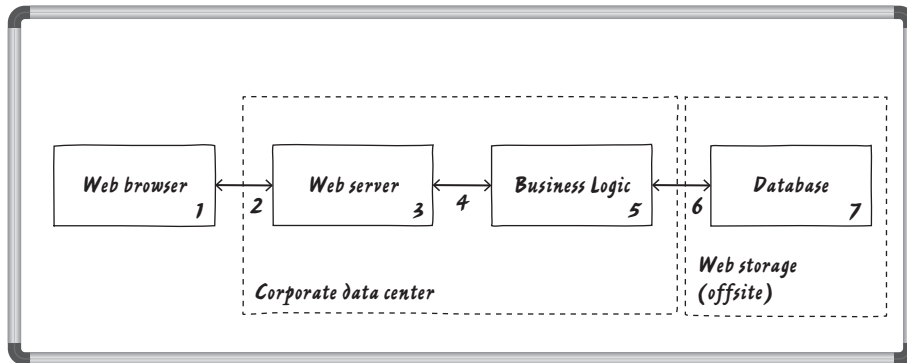 Web browser
1
2
Web server
3
4
Business Logic
5
6
Database
7
Corporate data center
Web storage
(offsite)